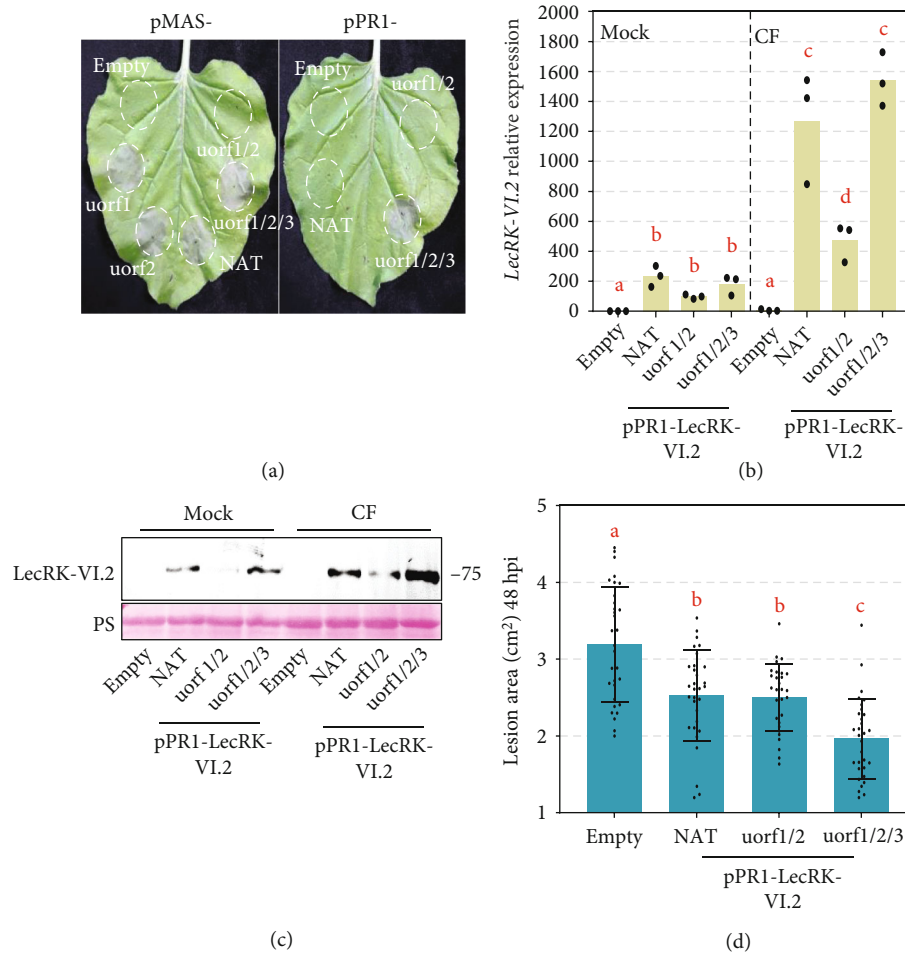 pMAS-
pPR1-
Empty
uorf1/2
uorf1
uorf1/2/3
uorf2
NAT
Empty
uorf1/2
NAT
uorf1/2/3
(a)
LecRK-VI.2 relative expression
2000
1800
1600
1400
1200
1000
800
600
400
200
0
Mock
CF
a
b
b
b
a
c
d
c
Empty
NAT
uorf 1/2
uorf1/2/3
Empty
NAT
uorf1/2
uorf1/2/3
pPR1-LecRK-
VI.2
pPR1-LecRK-
VI.2
(b)
Mock
CF
LecRK-VI.2
–75
PS
Empty
NAT
uorf 1/2
uorf1/2/3
Empty
NAT
uorf1/2
uorf1/2/3
pPR1-LecRK-
VI.2
pPR1-LecRK-
VI.2
(c)
Lesion area (cm²) 48 hpi
5
4
3
2
1
a
b
b
c
Empty
NAT
uorf1/2
uorf1/2/3
pPR1-LecRK-
VI.2
(d)